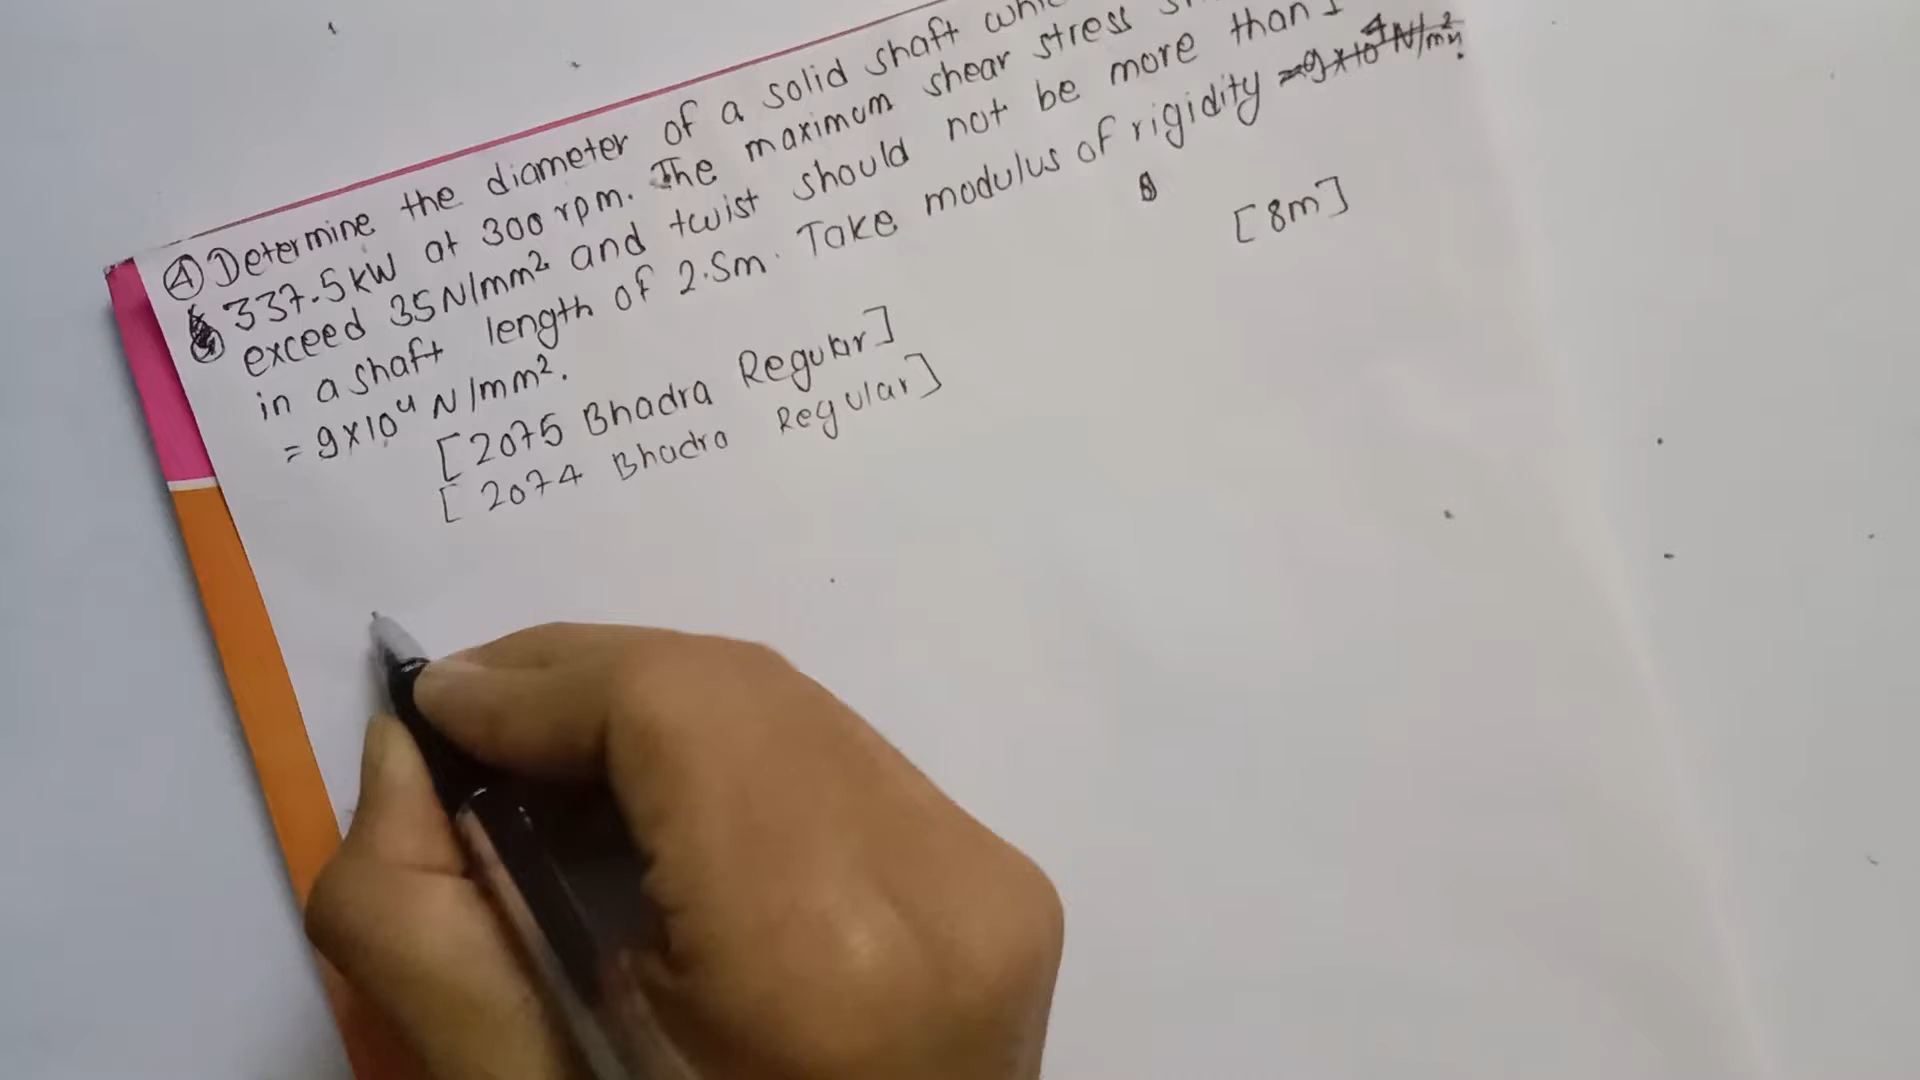 ④ Determine the diameter of a solid shaft
337.5 kW at 300 rpm. The maximum shear stress
exceed 35 N/mm² and twist should not be more than 1
in a shaft length of 2.5m. Take modulus of rigidity
= 9×10⁴ N/mm².
[8m]
[2075 Bhadra Regular]
[2074 Bhadra Regular]